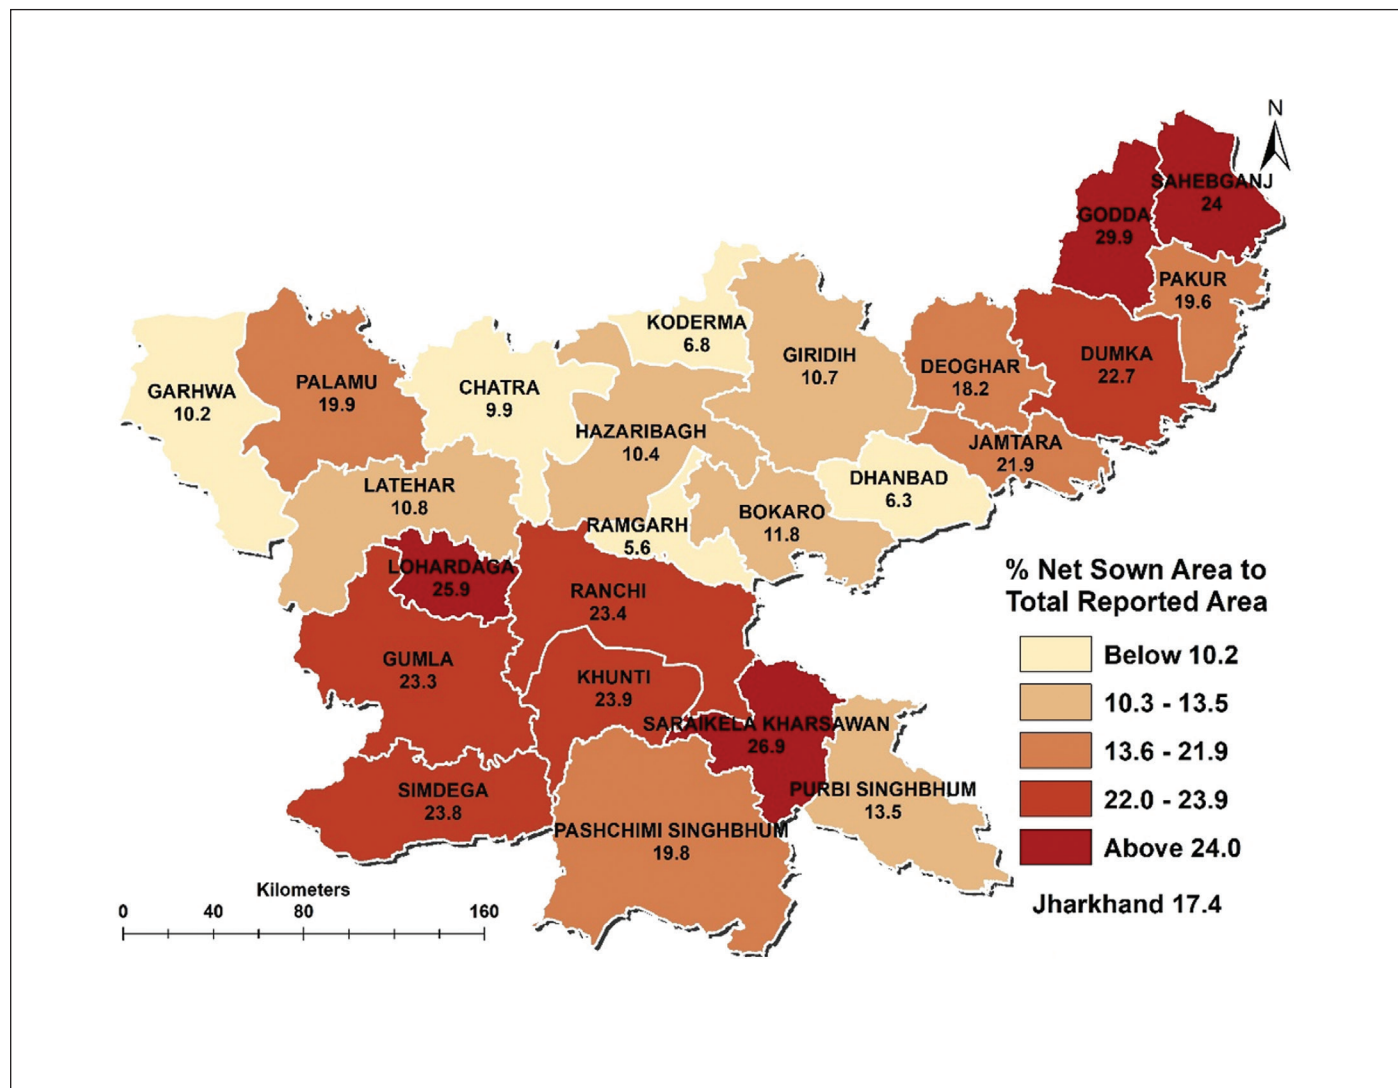 N
SAHEBGANJ
24
GODDA
29.9
PAKUR
19.6
KODERMA
6.8
GIRIDIH
10.7
DEOGHAR
18.2
DUMKA
22.7
GARHWA
10.2
PALAMU
19.9
CHATRA
9.9
HAZARIBAGH
10.4
JAMTARA
21.9
LATEHAR
10.8
DHANBAD
6.3
RAMGARH
5.6
BOKARO
11.8
LOHARDAGA
25.9
RANCHI
23.4
GUMLA
23.3
KHUNTI
23.9
SARAIKELA KHARSAWAN
26.9
SIMDEGA
23.8
PURBI SINGHBHUM
13.5
PASHCHIMI SINGHBHUM
19.8
% Net Sown Area to
Total Reported Area
Below 10.2
10.3 - 13.5
13.6 - 21.9
22.0 - 23.9
Above 24.0
Jharkhand 17.4
Kilometers
0 40 80 160